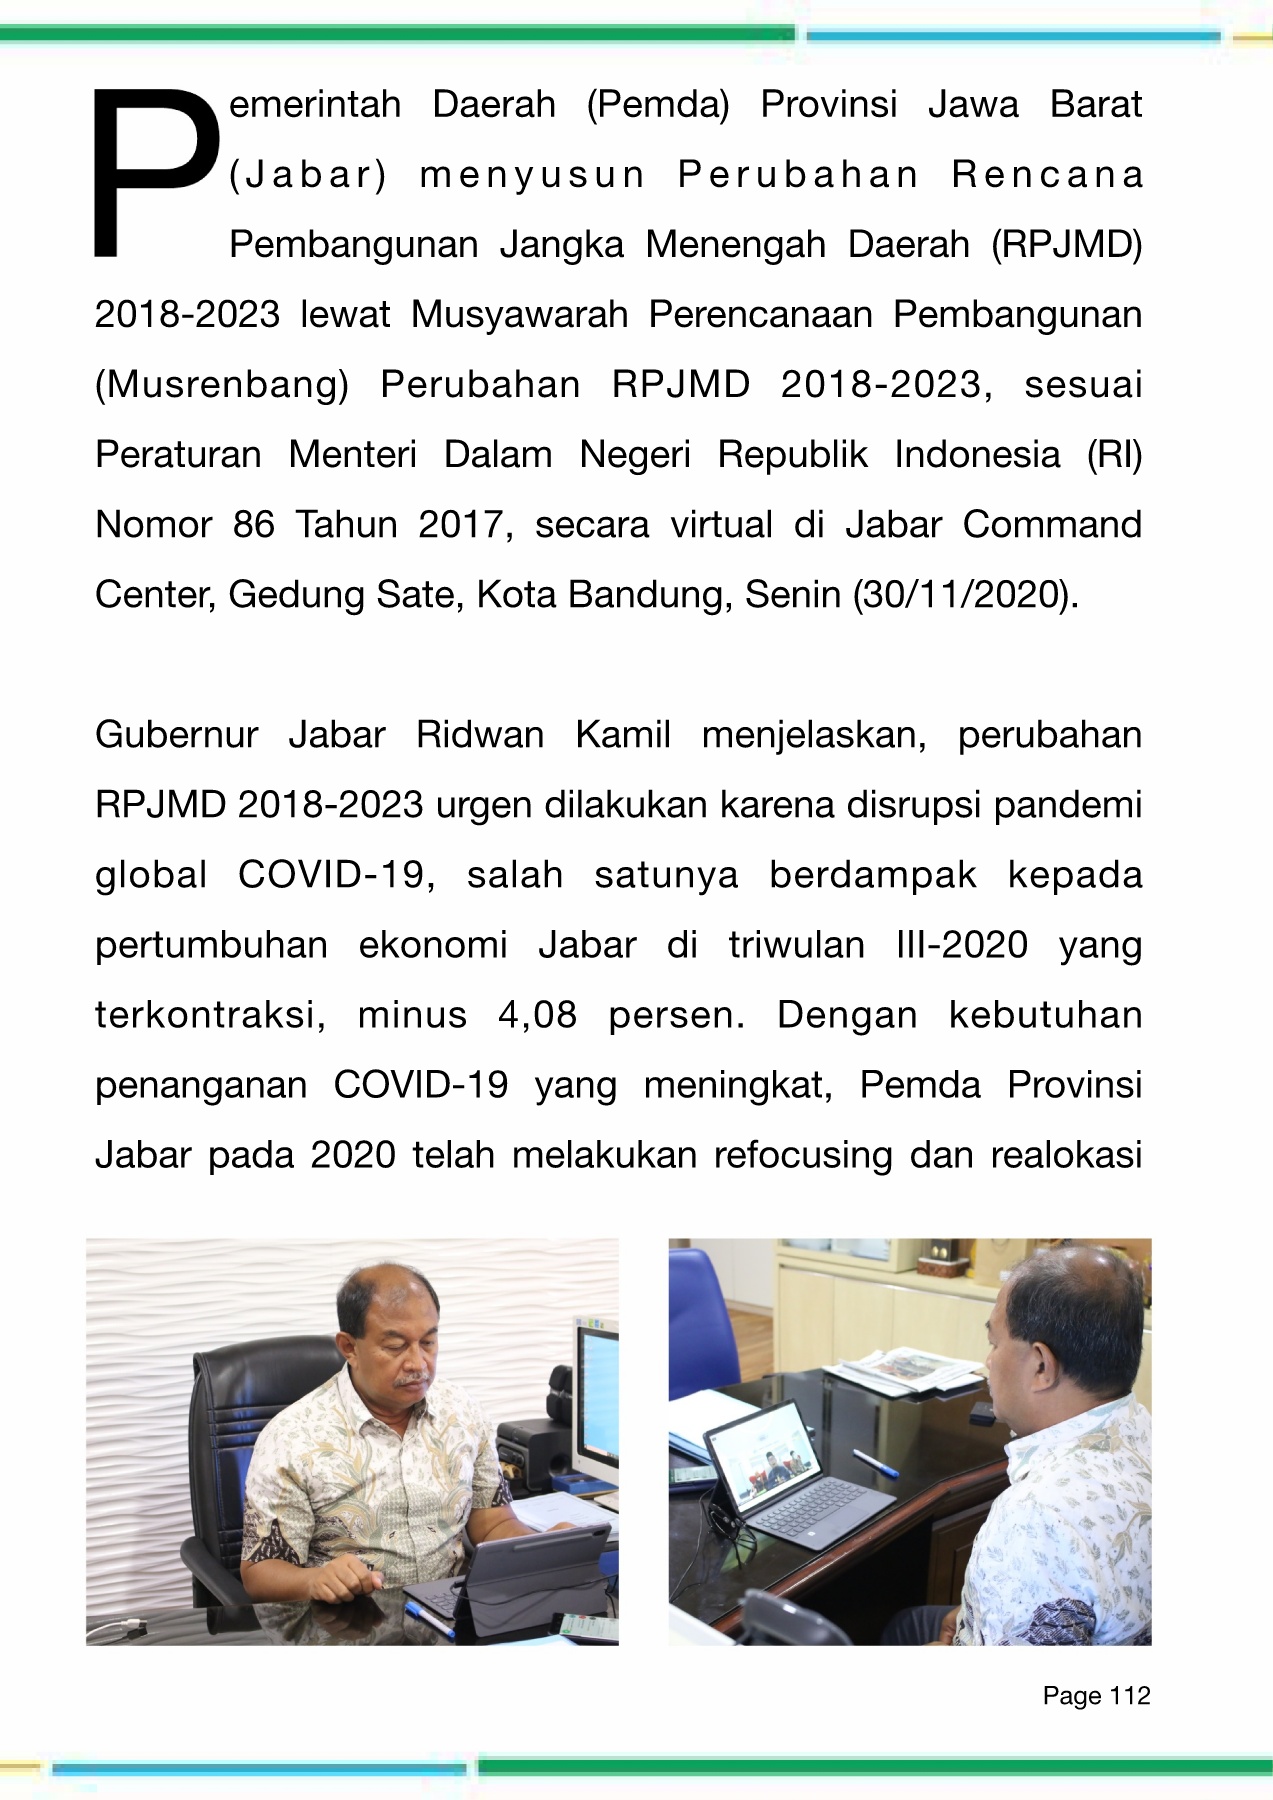 Pemerintah Daerah (Pemda) Provinsi Jawa Barat
(Jabar) menyusun Perubahan Rencana
Pembangunan Jangka Menengah Daerah (RPJMD)
2018-2023 lewat Musyawarah Perencanaan Pembangunan
(Musrenbang) Perubahan RPJMD 2018-2023, sesuai
Peraturan Menteri Dalam Negeri Republik Indonesia (RI)
Nomor 86 Tahun 2017, secara virtual di Jabar Command
Center, Gedung Sate, Kota Bandung, Senin (30/11/2020).
Gubernur Jabar Ridwan Kamil menjelaskan, perubahan
RPJMD 2018-2023 urgen dilakukan karena disrupsi pandemi
global COVID-19, salah satunya berdampak kepada
pertumbuhan ekonomi Jabar di triwulan III-2020 yang
terkontraksi, minus 4,08 persen. Dengan kebutuhan
penanganan COVID-19 yang meningkat, Pemda Provinsi
Jabar pada 2020 telah melakukan refocusing dan realokasi
Page 112